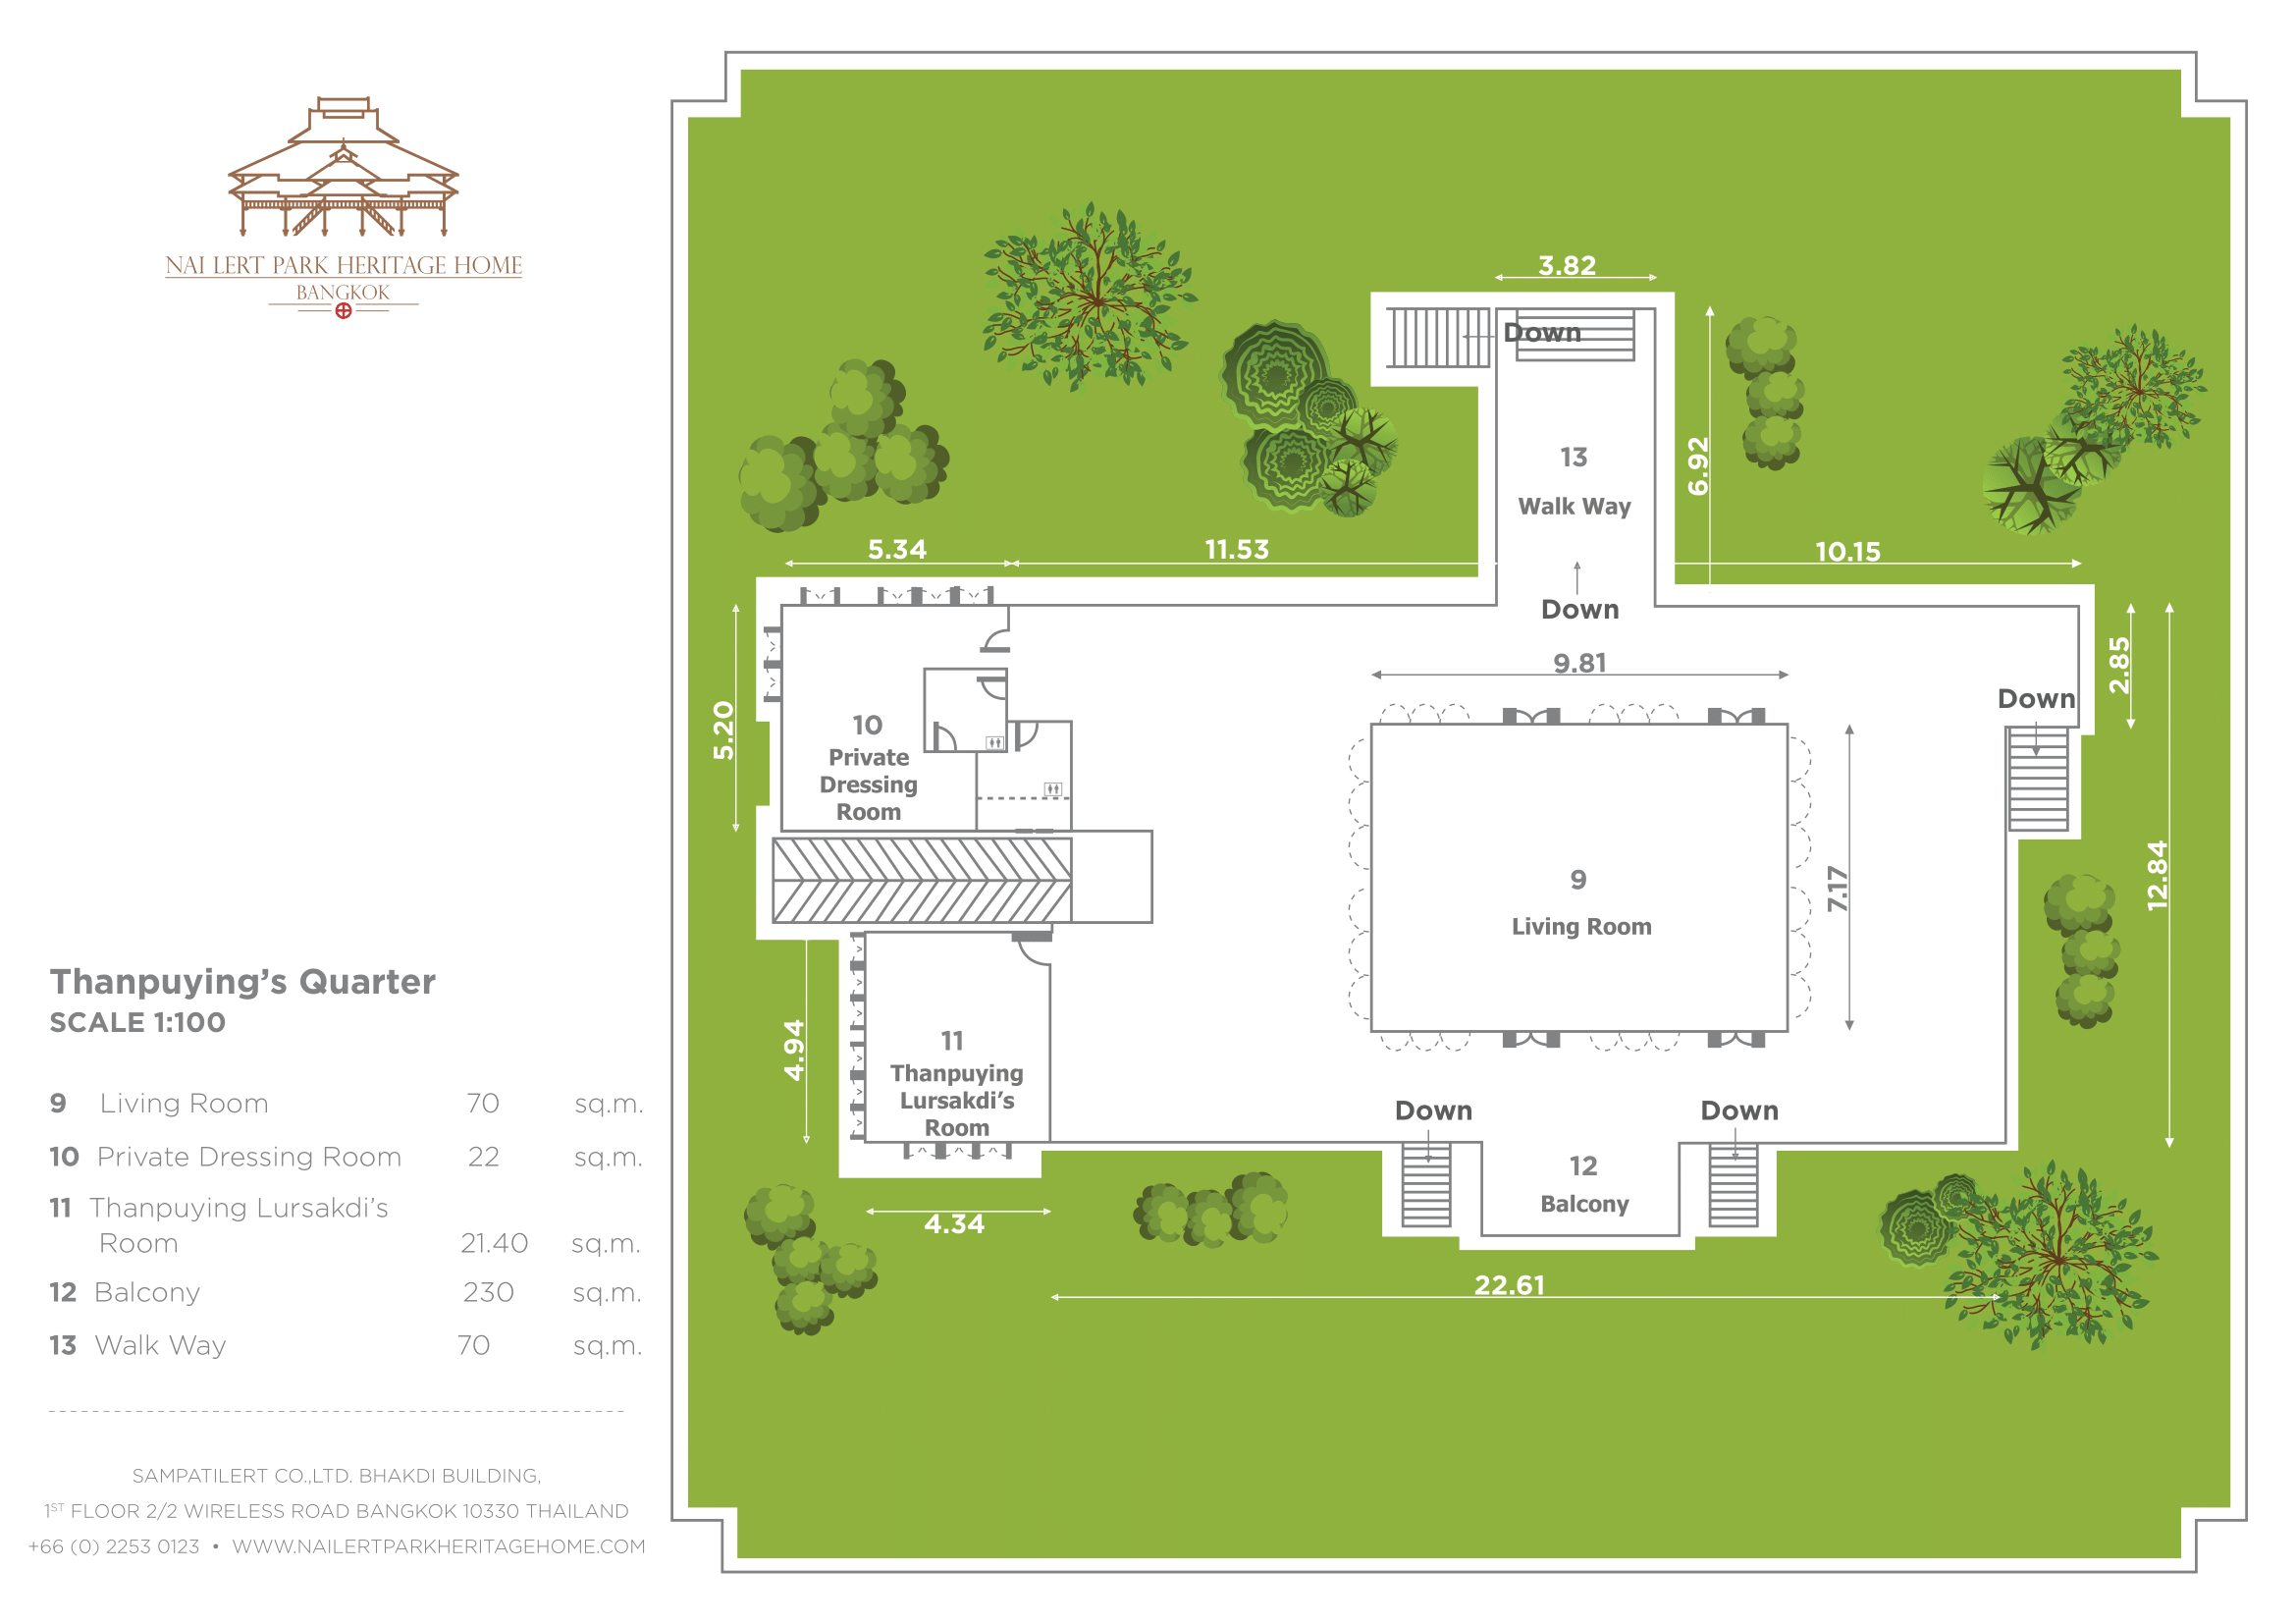 NAI LERT PARK HERITAGE HOME
BANGKOK
Thanpuying’s Quarter
SCALE 1:100
9 Living Room 70 sq.m.
10 Private Dressing Room 22 sq.m.
11 Thanpuying Lursakdi’s
Room 21.40 sq.m.
12 Balcony 230 sq.m.
13 Walk Way 70 sq.m.
SAMPATILERT CO.,LTD. BHAKDI BUILDING,
1ST FLOOR 2/2 WIRELESS ROAD BANGKOK 10330 THAILAND
+66 (0) 2253 0123 • WWW.NAILERTPARKHERITAGEHOME.COM
3.82
Down
6.92
13
Walk Way
5.34
11.53
10.15
Down
2.85
9.81
Down
5.20
10
Private
Dressing
Room
12.84
7.17
9
Living Room
4.94
11
Thanpuying
Lursakdi’s
Room
Down
Down
12
Balcony
4.34
22.61